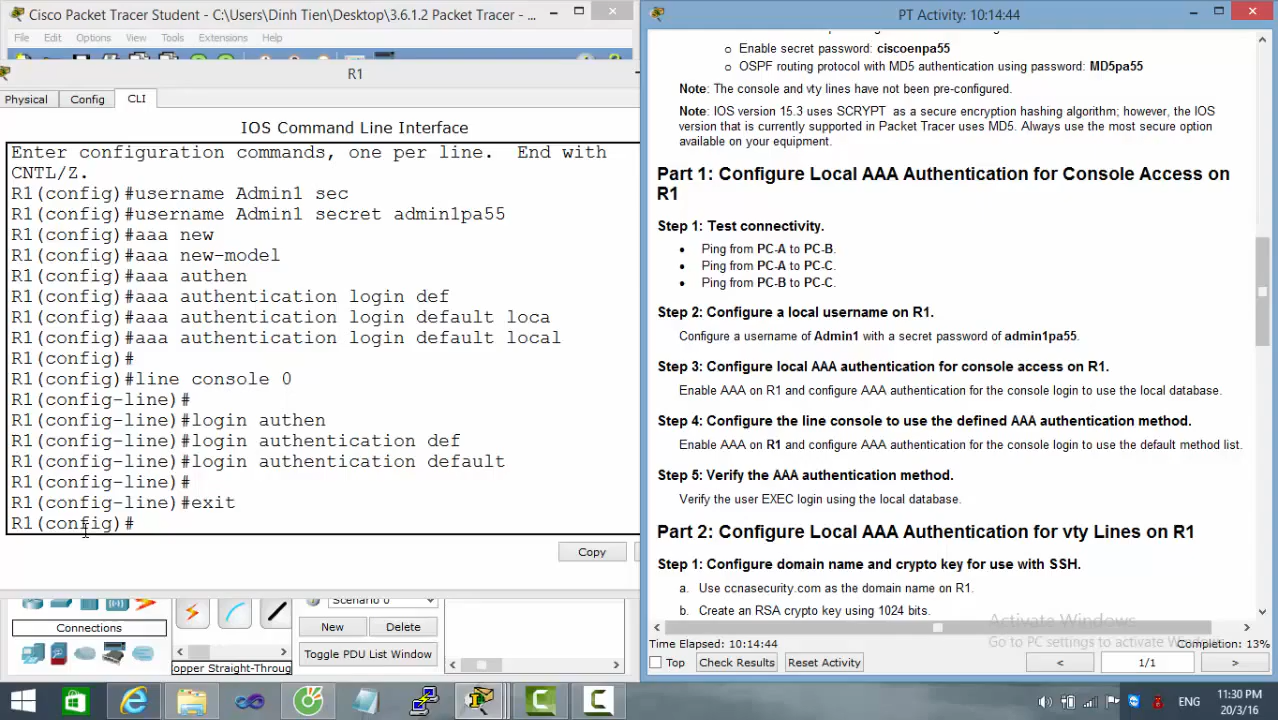 Cisco Packet Tracer Student - C:\Users\Dinh Tien\Desktop\3.6.1.2 Packet Tracer - ...
File Edit Options View Tools Extensions Help
R1
Physical Config CLI
IOS Command Line Interface
Enter configuration commands, one per line.  End with
CNTL/Z.
R1(config)#username Admin1 sec
R1(config)#username Admin1 secret admin1pa55
R1(config)#aaa new
R1(config)#aaa new-model
R1(config)#aaa authen
R1(config)#aaa authentication login def
R1(config)#aaa authentication login default loca
R1(config)#aaa authentication login default local
R1(config)#
R1(config)#line console 0
R1(config-line)#
R1(config-line)#login authen
R1(config-line)#login authentication def
R1(config-line)#login authentication default
R1(config-line)#
R1(config-line)#exit
R1(config)#
Copy
Scenario 0
New Delete
Toggle PDU List Window
Connections
opper Straight-Throug
PT Activity: 10:14:44
o Enable secret password: ciscoenpa55
o OSPF routing protocol with MD5 authentication using password: MD5pa55
Note: The console and vty lines have not been pre-configured.
Note: IOS version 15.3 uses SCRYPT as a secure encryption hashing algorithm; however, the IOS
version that is currently supported in Packet Tracer uses MD5. Always use the most secure option
available on your equipment.
Part 1: Configure Local AAA Authentication for Console Access on
R1
Step 1: Test connectivity.
• Ping from PC-A to PC-B.
• Ping from PC-A to PC-C.
• Ping from PC-B to PC-C.
Step 2: Configure a local username on R1.
Configure a username of Admin1 with a secret password of admin1pa55.
Step 3: Configure local AAA authentication for console access on R1.
Enable AAA on R1 and configure AAA authentication for the console login to use the local database.
Step 4: Configure the line console to use the defined AAA authentication method.
Enable AAA on R1 and configure AAA authentication for the console login to use the default method list.
Step 5: Verify the AAA authentication method.
Verify the user EXEC login using the local database.
Part 2: Configure Local AAA Authentication for vty Lines on R1
Step 1: Configure domain name and crypto key for use with SSH.
a. Use ccnasecurity.com as the domain name on R1.
b. Create an RSA crypto key using 1024 bits.
Activate Windows
Go to PC settings to activate Windows.
Time Elapsed: 10:14:44 Completion: 13%
Top Check Results Reset Activity < 1/1 >
ENG
11:30 PM
20/3/16